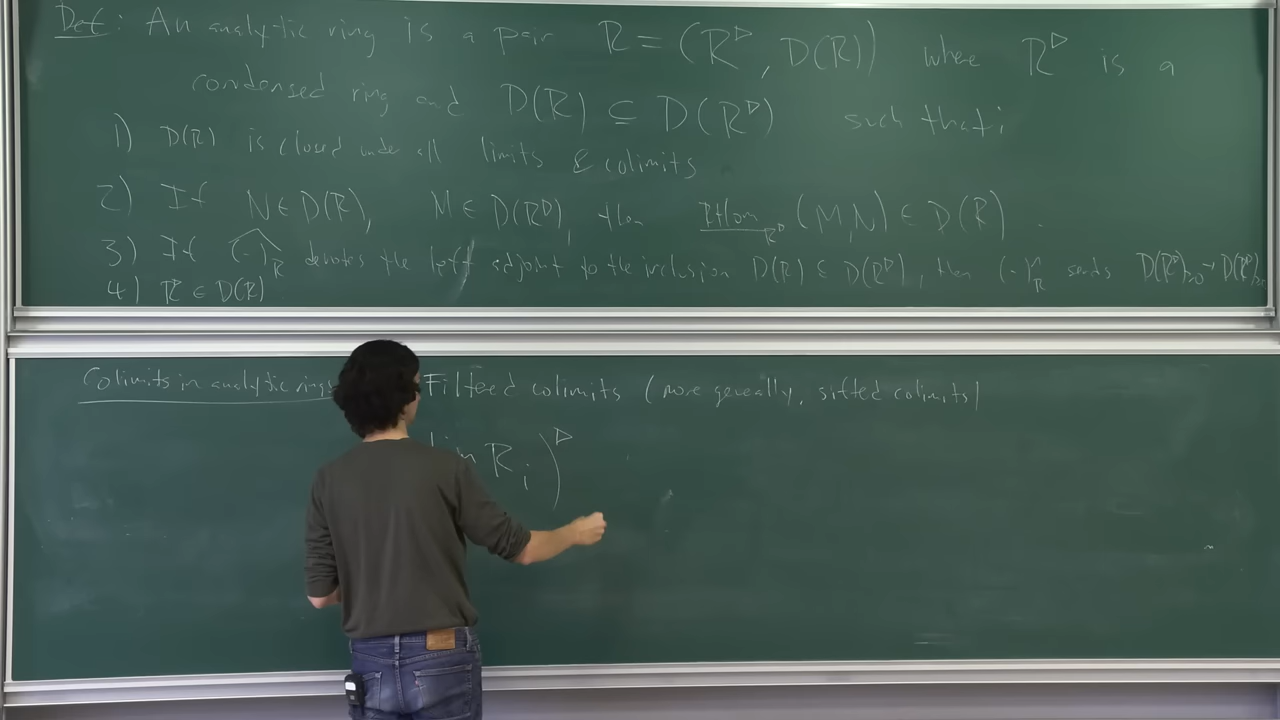 Def: An analytic ring is a pair R = (R^▷, D(R)) where R^▷ is a
condensed ring and D(R) ⊆ D(R^▷) such that:
1) D(R) is closed under all limits & colimits
2) If N ∈ D(R), M ∈ D(R^▷), then RHom_{R^▷}(M,N) ∈ D(R).
3) If (-)^_R denotes the left adjoint to the inclusion D(R) ⊆ D(R^▷), then (-)^_R sends D(R^▷)_{≥0} → D(R^▷)_{≥0}
4) R^▷ ∈ D(R)
Colimits in analytic rings Filtered colimits (more generally, sifted colimits)
R_i)^▷